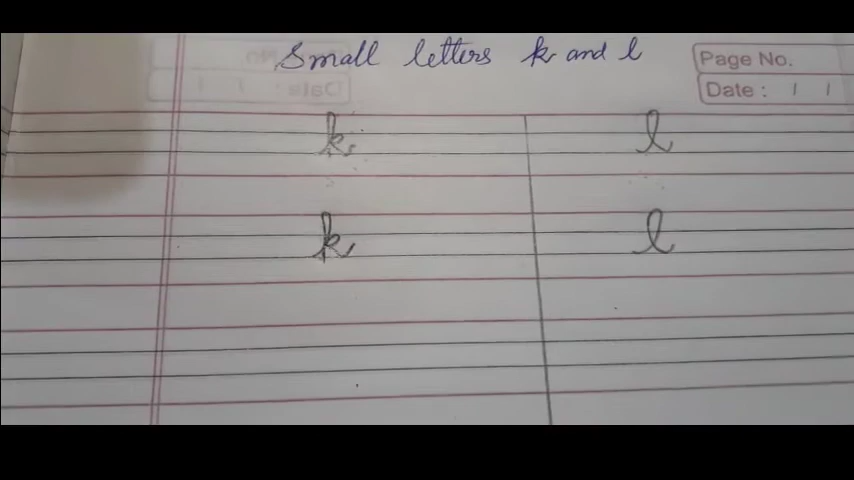 Small letters k and l
Page No.
Date : / /
k l
k l